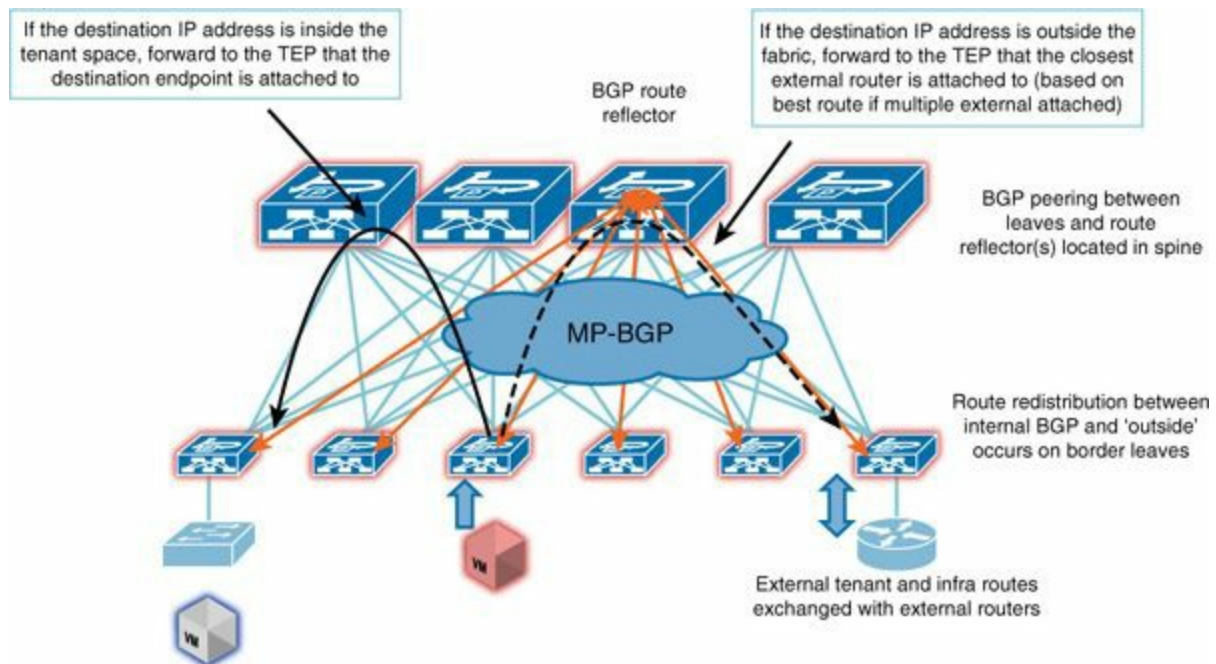 If the destination IP address is inside the
tenant space, forward to the TEP that the
destination endpoint is attached to
If the destination IP address is outside the
fabric, forward to the TEP that the closest
external router is attached to (based on
best route if multiple external attached)
BGP route
reflector
BGP peering between
leaves and route
reflector(s) located in spine
MP-BGP
Route redistribution between
internal BGP and 'outside'
occurs on border leaves
VM
External tenant and infra routes
exchanged with external routers
VM